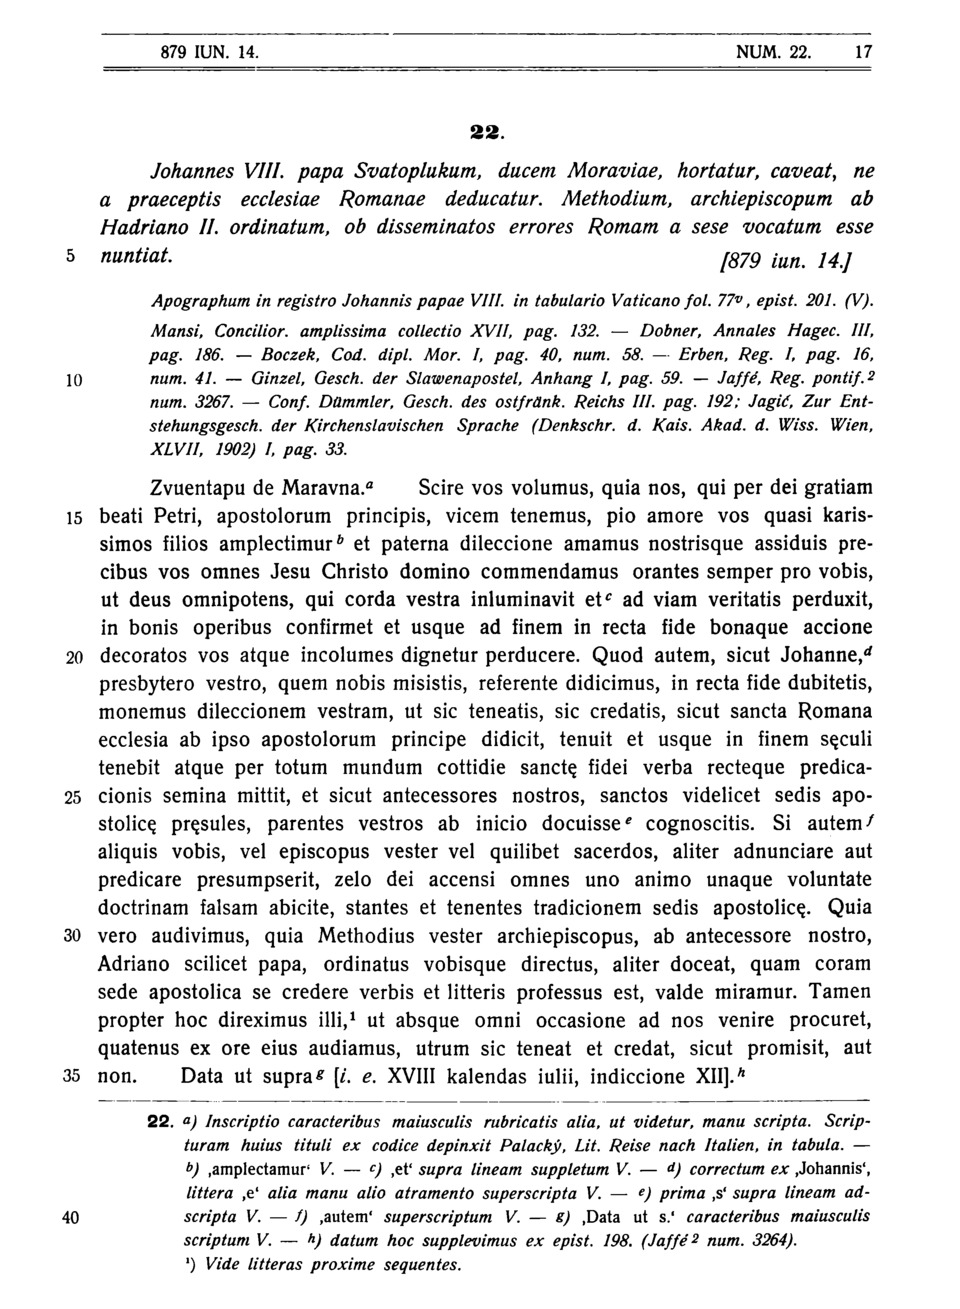 879 IUN. 14. NUM. 22. 17
22.
Johannes VIII. papa Svatoplukum, ducem Moraviae, hortatur, caveat, ne
a praeceptis ecclesiae Romanae deducatur. Methodium, archiepiscopum ab
Hadriano II. ordinatum, ob disseminatos errores Romam a sese vocatum esse
5 nuntiat. [879 iun. 14.]
Apographum in registro Johannis papae VIII. in tabulario Vaticano fol. 77v, epist. 201. (V).
Mansi, Concilior. amplissima collectio XVII, pag. 132. — Dobner, Annales Hagec. III,
pag. 186. — Boczek, Cod. dipl. Mor. I, pag. 40, num. 58. — Erben, Reg. I, pag. 16,
10 num. 41. — Ginzel, Gesch. der Slawenapostel, Anhang I, pag. 59. — Jaffé, Reg. pontif.² 
num. 3267. — Conf. Dümmler, Gesch. des ostfränk. Reichs III. pag. 192; Jagić, Zur Ent-
stehungsgesch. der Kirchenslavischen Sprache (Denkschr. d. Kais. Akad. d. Wiss. Wien,
XLVII, 1902) I, pag. 33.
Zvuentapu de Maravna.a Scire vos volumus, quia nos, qui per dei gratiam
15 beati Petri, apostolorum principis, vicem tenemus, pio amore vos quasi karis-
simos filios amplectimur b et paterna dileccione amamus nostrisque assiduis pre-
cibus vos omnes Jesu Christo domino commendamus orantes semper pro vobis,
ut deus omnipotens, qui corda vestra inluminavit et c ad viam veritatis perduxit,
in bonis operibus confirmet et usque ad finem in recta fide bonaque accione
20 decoratos vos atque incolumes dignetur perducere. Quod autem, sicut Johanne,d
presbytero vestro, quem nobis misistis, referente didicimus, in recta fide dubitetis,
monemus dileccionem vestram, ut sic teneatis, sic credatis, sicut sancta Romana
ecclesia ab ipso apostolorum principe didicit, tenuit et usque in finem sęculi
tenebit atque per totum mundum cottidie sanctę fidei verba recteque predica-
25 cionis semina mittit, et sicut antecessores nostros, sanctos videlicet sedis apo-
stolicę pręsules, parentes vestros ab inicio docuisse e cognoscitis. Si autem f
aliquis vobis, vel episcopus vester vel quilibet sacerdos, aliter adnunciare aut
predicare presumpserit, zelo dei accensi omnes uno animo unaque voluntate
doctrinam falsam abicite, stantes et tenentes tradicionem sedis apostolicę. Quia
30 vero audivimus, quia Methodius vester archiepiscopus, ab antecessore nostro,
Adriano scilicet papa, ordinatus vobisque directus, aliter doceat, quam coram
sede apostolica se credere verbis et litteris professus est, valde miramur. Tamen
propter hoc direximus illi,¹ ut absque omni occasione ad nos venire procuret,
quatenus ex ore eius audiamus, utrum sic teneat et credat, sicut promisit, aut
35 non. Data ut supra g [i. e. XVIII kalendas iulii, indiccione XII].h
22. a) Inscriptio caracteribus maiusculis rubricatis alia, ut videtur, manu scripta. Scrip-
turam huius tituli ex codice depinxit Palacký, Lit. Reise nach Italien, in tabula. —
b) ‚amplectamur‘ V. — c) ‚et‘ supra lineam suppletum V. — d) correctum ex ‚Johannis‘,
littera ‚e‘ alia manu alio atramento superscripta V. — e) prima ‚s‘ supra lineam ad-
40 scripta V. — f) ‚autem‘ superscriptum V. — g) ‚Data ut s.‘ caracteribus maiusculis
scriptum V. — h) datum hoc supplevimus ex epist. 198. (Jaffé² num. 3264).
¹) Vide litteras proxime sequentes.